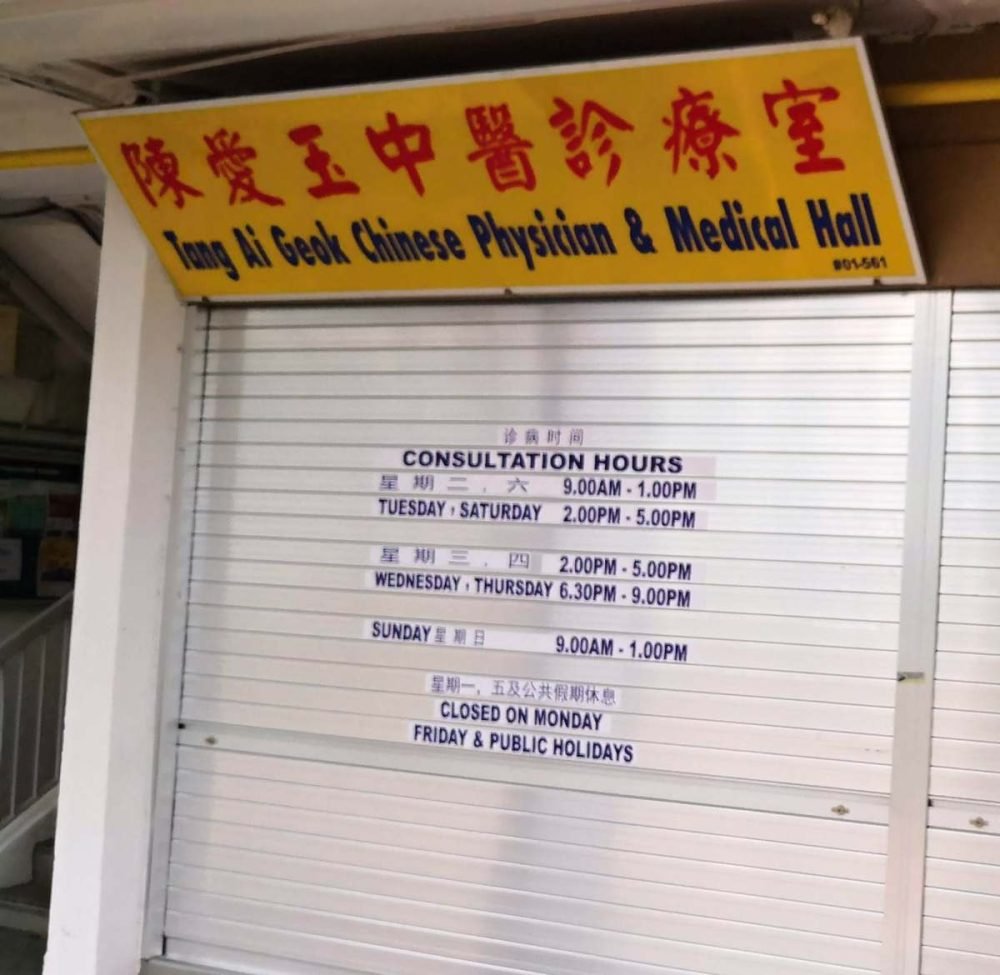 陳愛玉中醫診療室
Tang Ai Geok Chinese Physician & Medical Hall
#01-561
诊病时间
CONSULTATION HOURS
星期二,六 9.00AM - 1.00PM
TUESDAY, SATURDAY 2.00PM - 5.00PM
星期三,四 2.00PM - 5.00PM
WEDNESDAY, THURSDAY 6.30PM - 9.00PM
SUNDAY 星期日 9.00AM - 1.00PM
星期一, 五及公共假期休息
CLOSED ON MONDAY
FRIDAY & PUBLIC HOLIDAYS